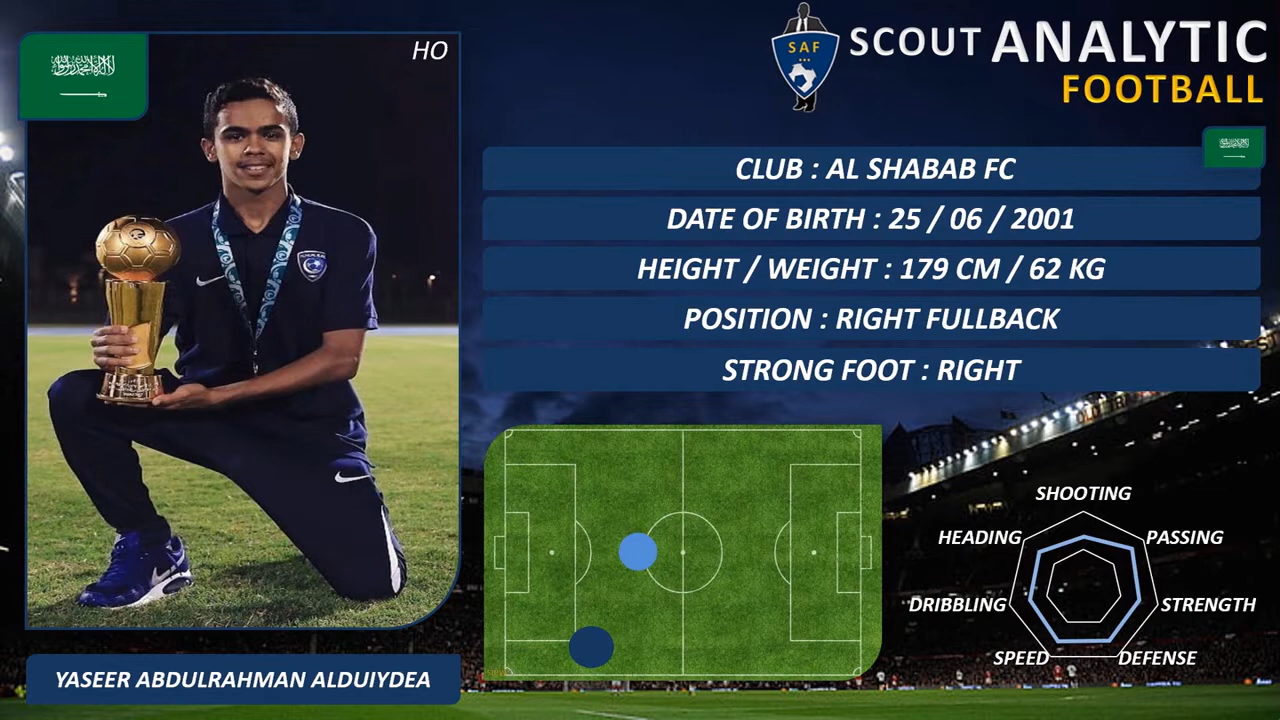 HO
SAF
SCOUT ANALYTIC
FOOTBALL
CLUB : AL SHABAB FC
DATE OF BIRTH : 25 / 06 / 2001
HEIGHT / WEIGHT : 179 CM / 62 KG
POSITION : RIGHT FULLBACK
STRONG FOOT : RIGHT
SHOOTING
HEADING
PASSING
DRIBBLING
STRENGTH
SPEED
DEFENSE
YASEER ABDULRAHMAN ALDUIYDEA